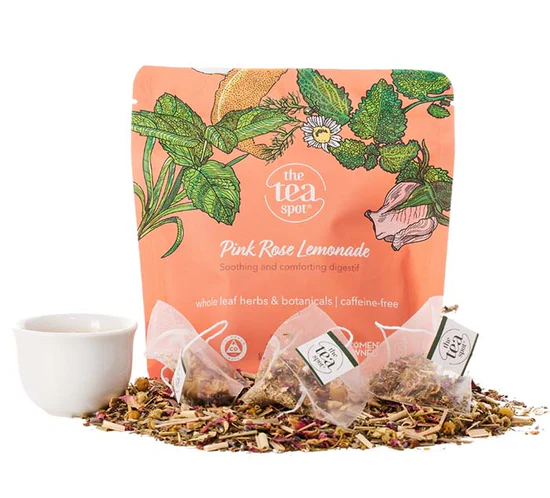 the
tea
spot®
Pink Rose Lemonade
Soothing and comforting digestif
whole leaf herbs & botanicals | caffeine-free
the
tea
spot
the
tea
spot